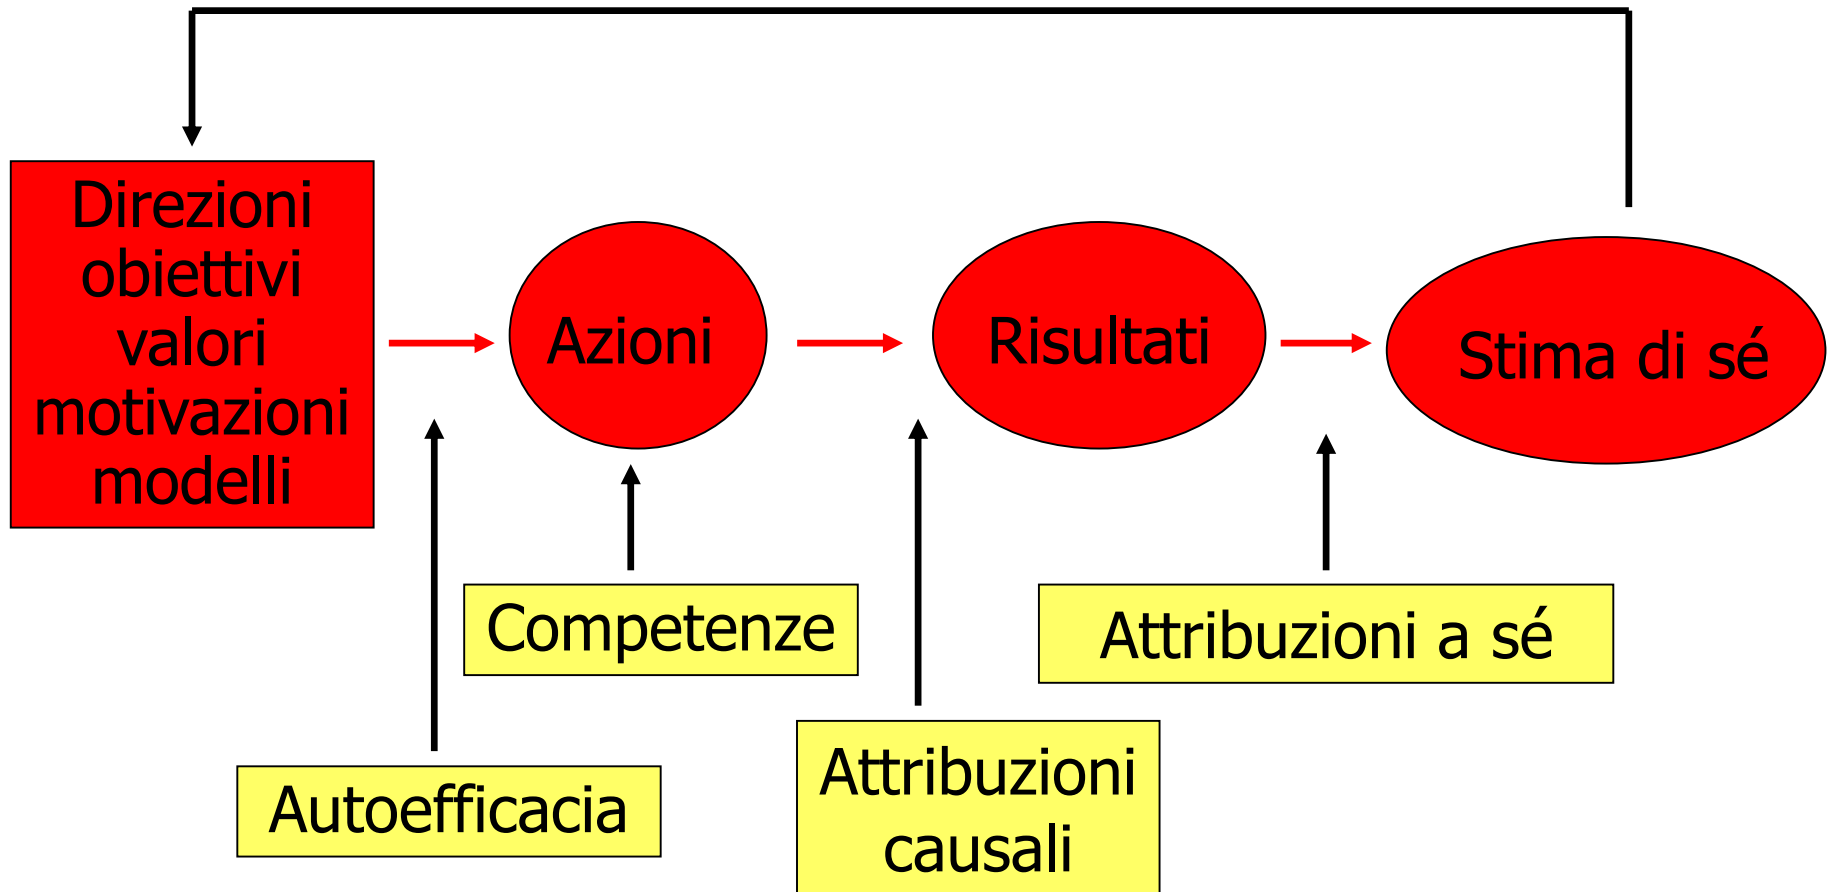 Direzioni
obiettivi
valori
motivazioni
modelli
Azioni
Risultati
Stima di sé
Competenze
Attribuzioni a sé
Autoefficacia
Attribuzioni
causali